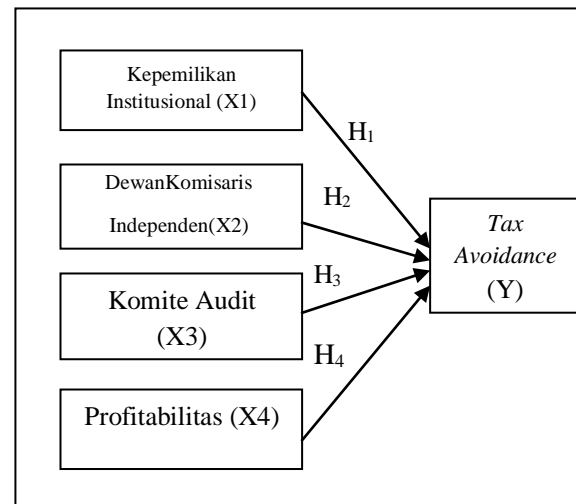 Kepemilikan
Institusional (X1)
H1
DewanKomisaris
Independen(X2)
H2
Tax
Avoidance
(Y)
Komite Audit
(X3)
H3
H4
Profitabilitas (X4)